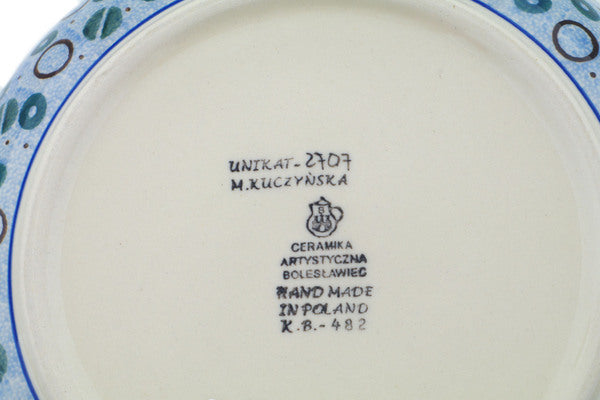 UNIKAT-2707
M.KUCZYŃSKA
CERAMIKA
ARTYSTYCZNA
BOLESŁAWIEC
HAND MADE
IN POLAND
K.B.-482